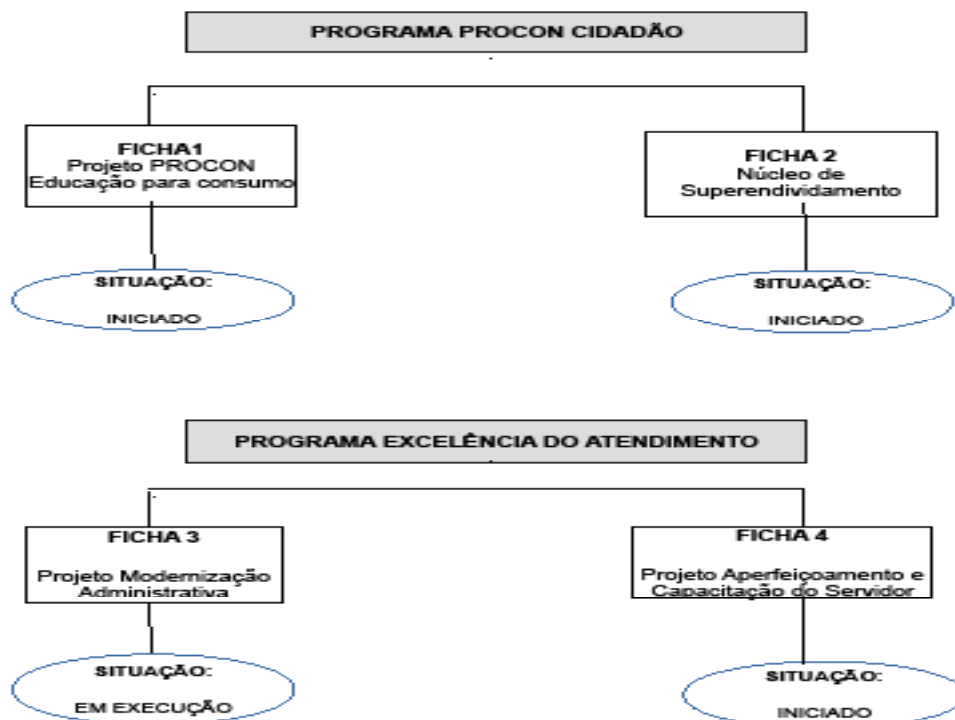 PROGRAMA PROCON CIDADÃO
FICHA1
Projeto PROCON
Educação para consumo
FICHA 2
Núcleo de
Superendividamento
SITUAÇÃO:
INICIADO
SITUAÇÃO:
INICIADO
PROGRAMA EXCELÊNCIA DO ATENDIMENTO
FICHA 3
Projeto Modernização
Administrativa
FICHA 4
Projeto Aperfeiçoamento e
Capacitação do Servidor
SITUAÇÃO:
EM EXECUÇÃO
SITUAÇÃO:
INICIADO